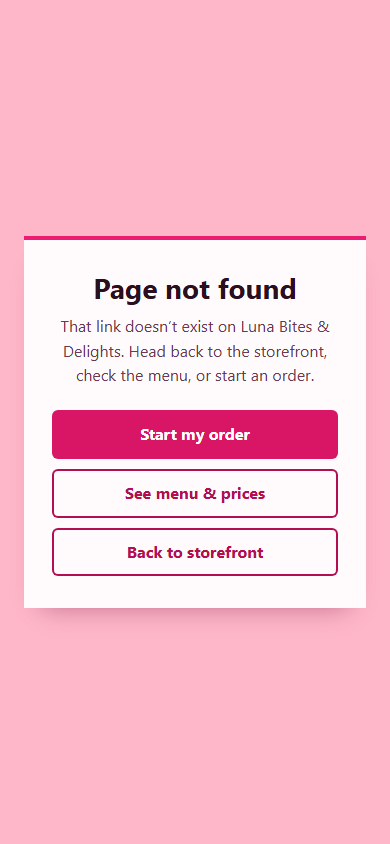 Page not found
That link doesn’t exist on Luna Bites &
Delights. Head back to the storefront,
check the menu, or start an order.
Start my order
See menu & prices
Back to storefront